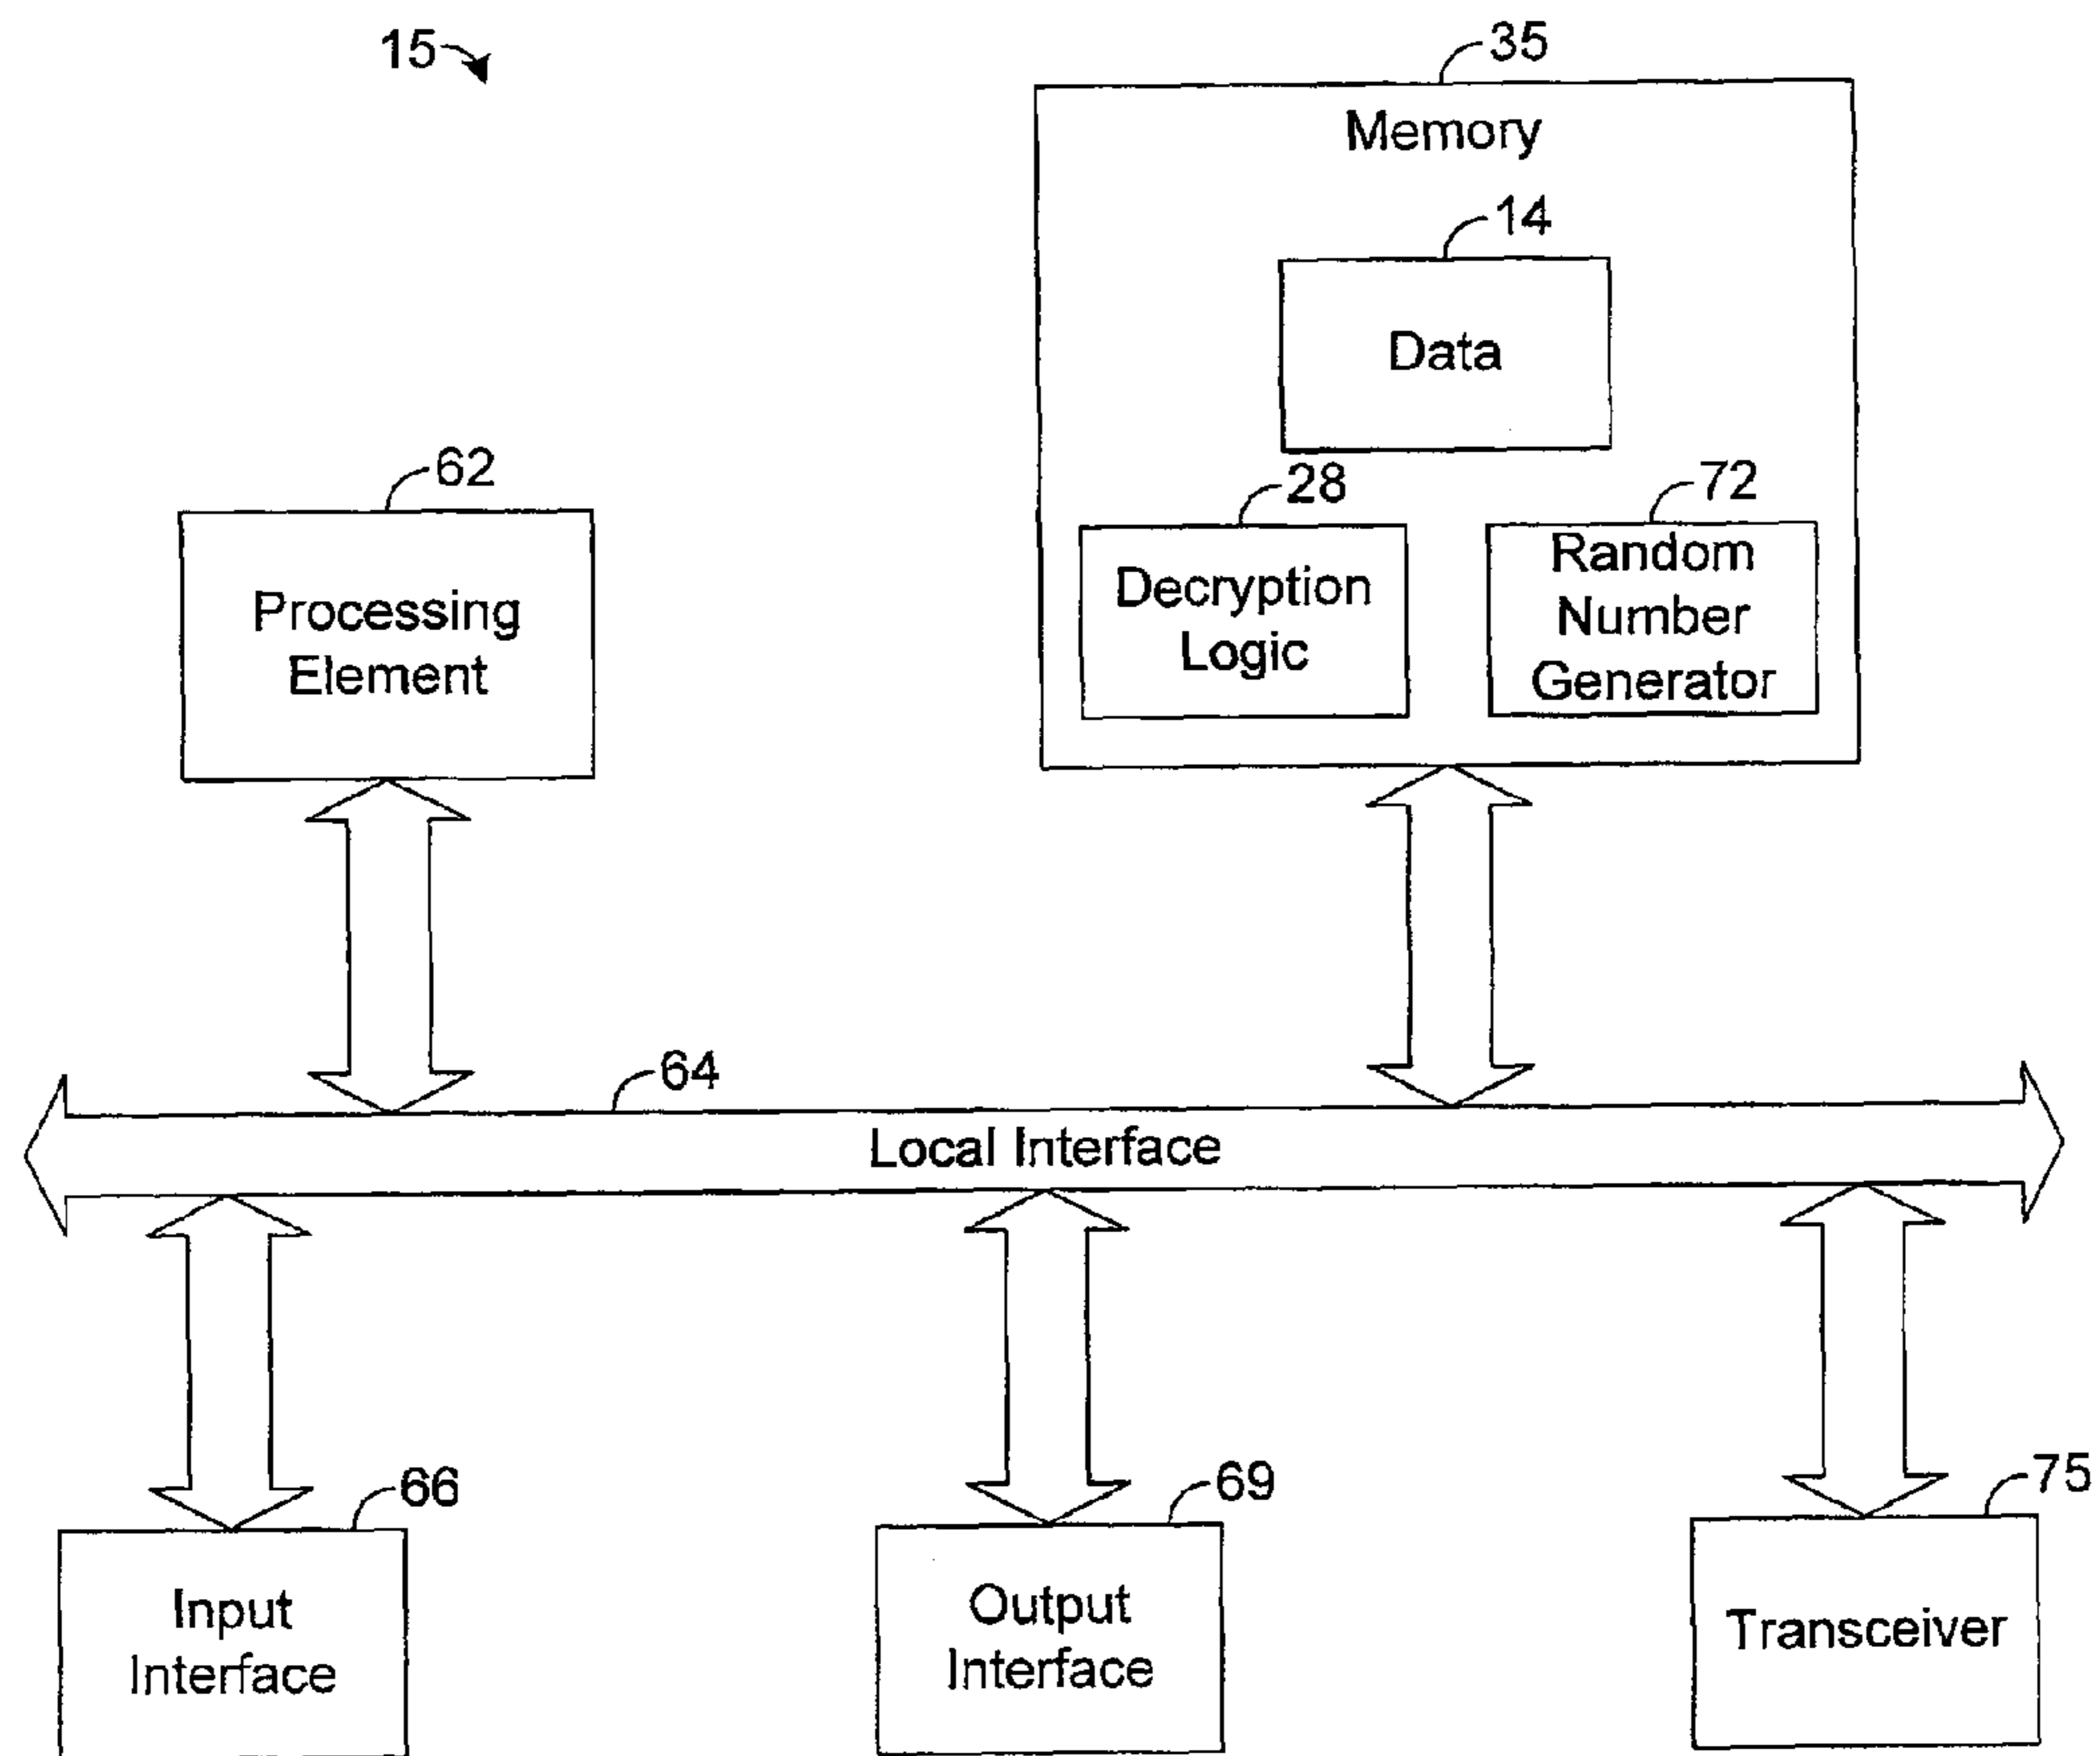 15
35
Memory
14
Data
62
Processing
Element
28
Decryption
Logic
72
Random
Number
Generator
64
Local Interface
66
Input
Interface
69
Output
Interface
75
Transceiver